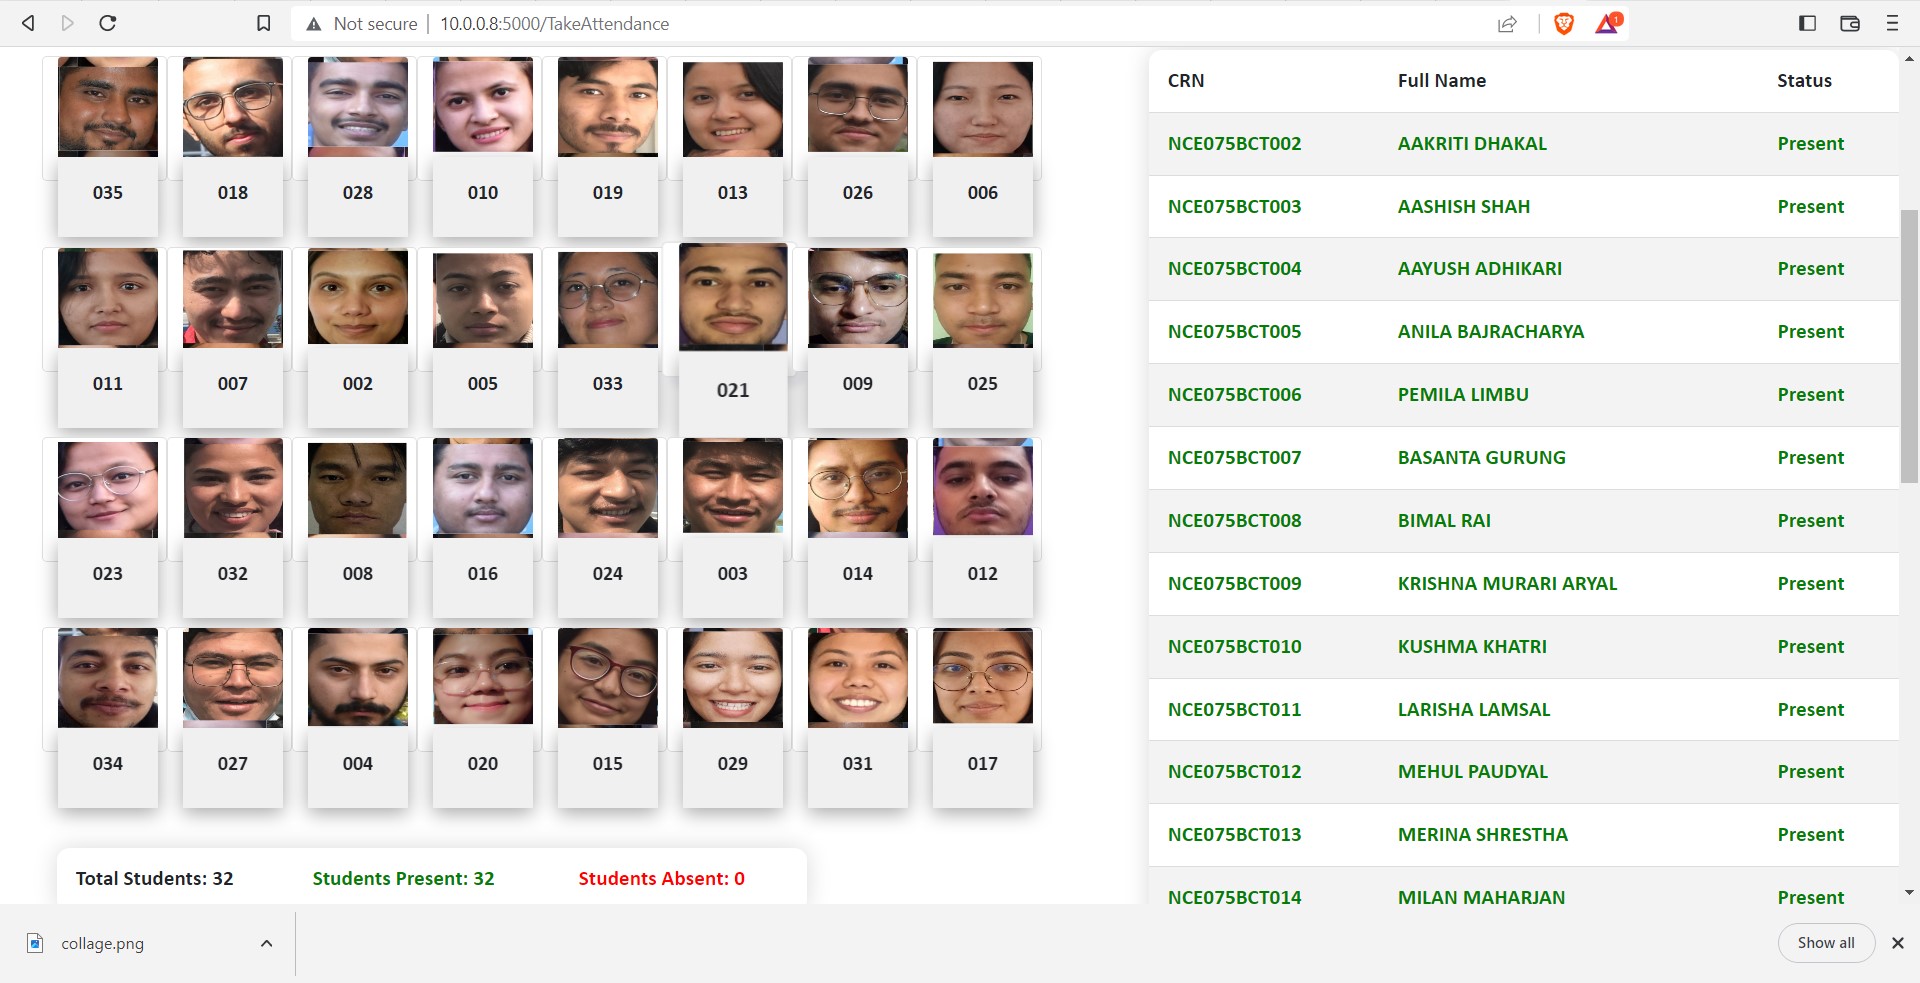 Not secure 10.0.0.8:5000/TakeAttendance
1
035 018 028 010 019 013 026 006
011 007 002 005 033 021 009 025
023 032 008 016 024 003 014 012
034 027 004 020 015 029 031 017
Total Students: 32 Students Present: 32 Students Absent: 0
CRN Full Name Status
NCE075BCT002 AAKRITI DHAKAL Present
NCE075BCT003 AASHISH SHAH Present
NCE075BCT004 AAYUSH ADHIKARI Present
NCE075BCT005 ANILA BAJRACHARYA Present
NCE075BCT006 PEMILA LIMBU Present
NCE075BCT007 BASANTA GURUNG Present
NCE075BCT008 BIMAL RAI Present
NCE075BCT009 KRISHNA MURARI ARYAL Present
NCE075BCT010 KUSHMA KHATRI Present
NCE075BCT011 LARISHA LAMSAL Present
NCE075BCT012 MEHUL PAUDYAL Present
NCE075BCT013 MERINA SHRESTHA Present
NCE075BCT014 MILAN MAHARJAN Present
collage.png
Show all